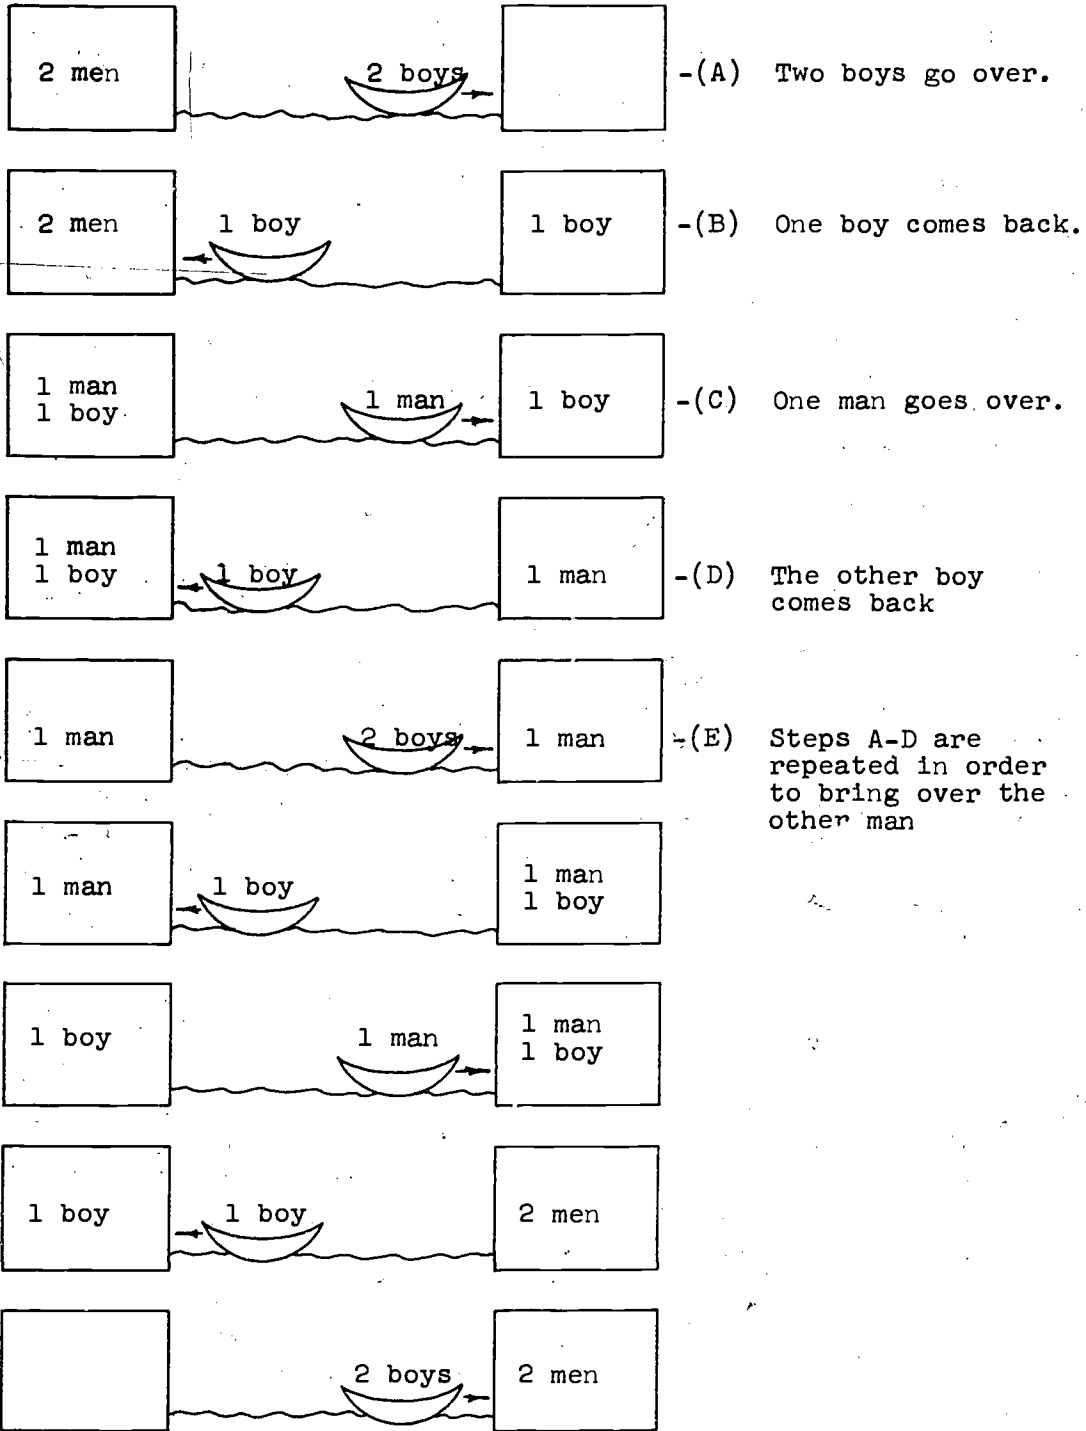 2 men 2 boys -(A) Two boys go over.
2 men 1 boy 1 boy -(B) One boy comes back.
1 man
1 boy 1 man 1 boy -(C) One man goes over.
1 man
1 boy 1 boy 1 man -(D) The other boy
comes back
1 man 2 boys 1 man -(E) Steps A-D are
repeated in order
to bring over the
other man
1 man 1 boy 1 man
1 boy
1 boy 1 man 1 man
1 boy
1 boy 1 boy 2 men
2 boys 2 men